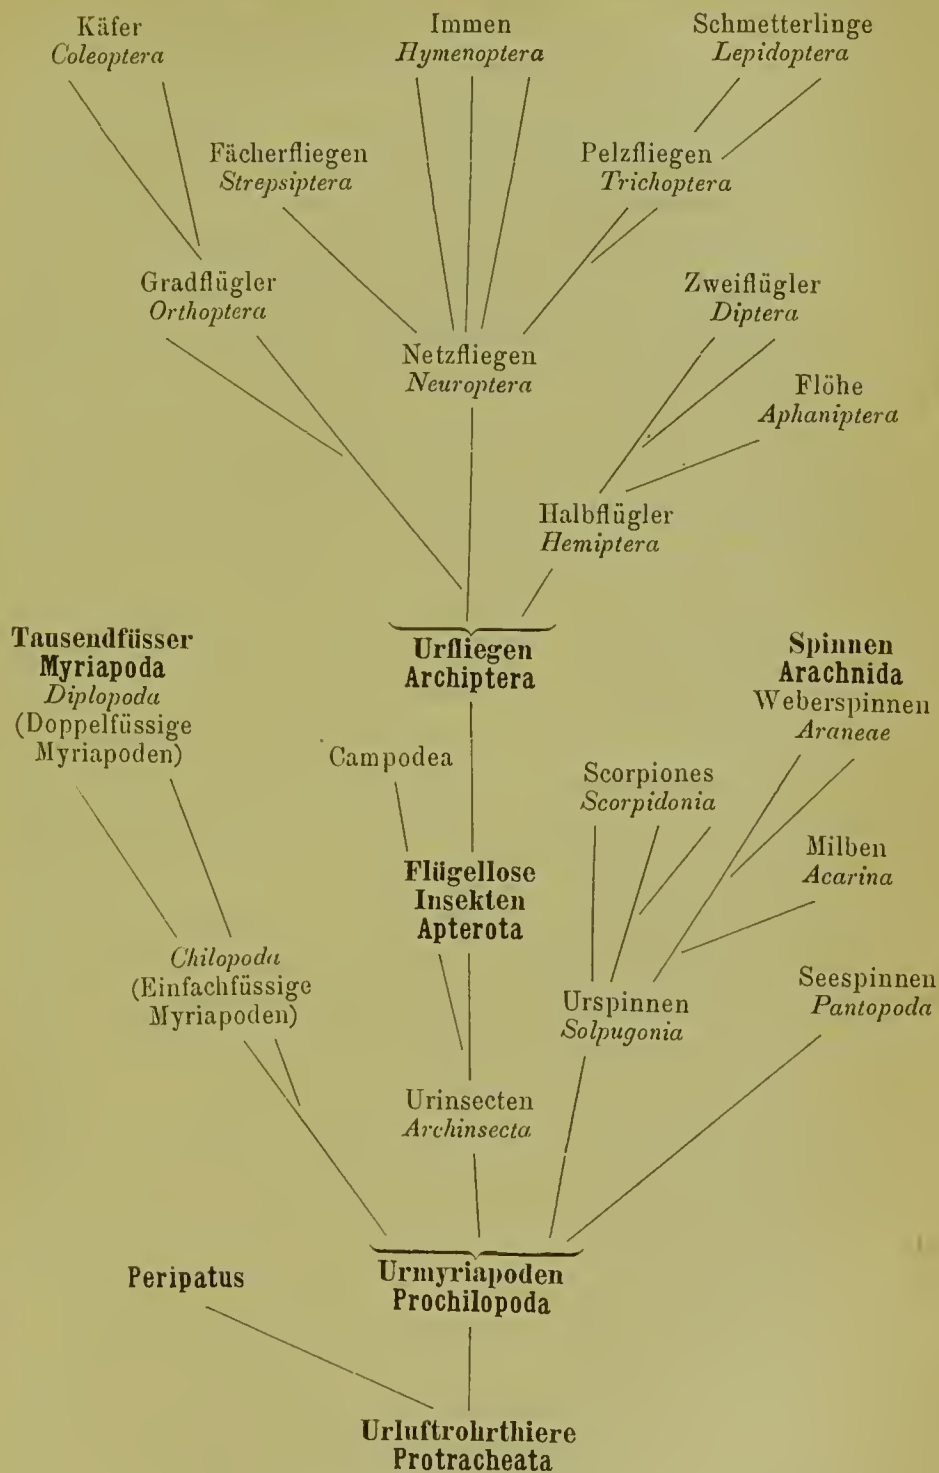 Käfer
Coleoptera
Immen
Hymenoptera
Schmetterlinge
Lepidoptera
Fächerfliegen
Strepsiptera
Pelzfliegen
Trichoptera
Gradflügler
Orthoptera
Zweiflügler
Diptera
Netzfliegen
Neuroptera
Flöhe
Aphaniptera
Halbflügler
Hemiptera
Tausendfüsser
Myriapoda
Diplopoda
(Doppelfüssige
Myriapoden)
Urfliegen
Archiptera
Spinnen
Arachnida
Weberspinnen
Araneae
Campodea
Scorpiones
Scorpidonia
Milben
Acarina
Flügellose
Insekten
Apterota
Chilopoda
(Einfachfüssige
Myriapoden)
Urspinnen
Solpugonia
Seespinnen
Pantopoda
Urinsecten
Archinsecta
Peripatus
Urmyriapoden
Prochilopoda
Urluftrohrthiere
Protracheata